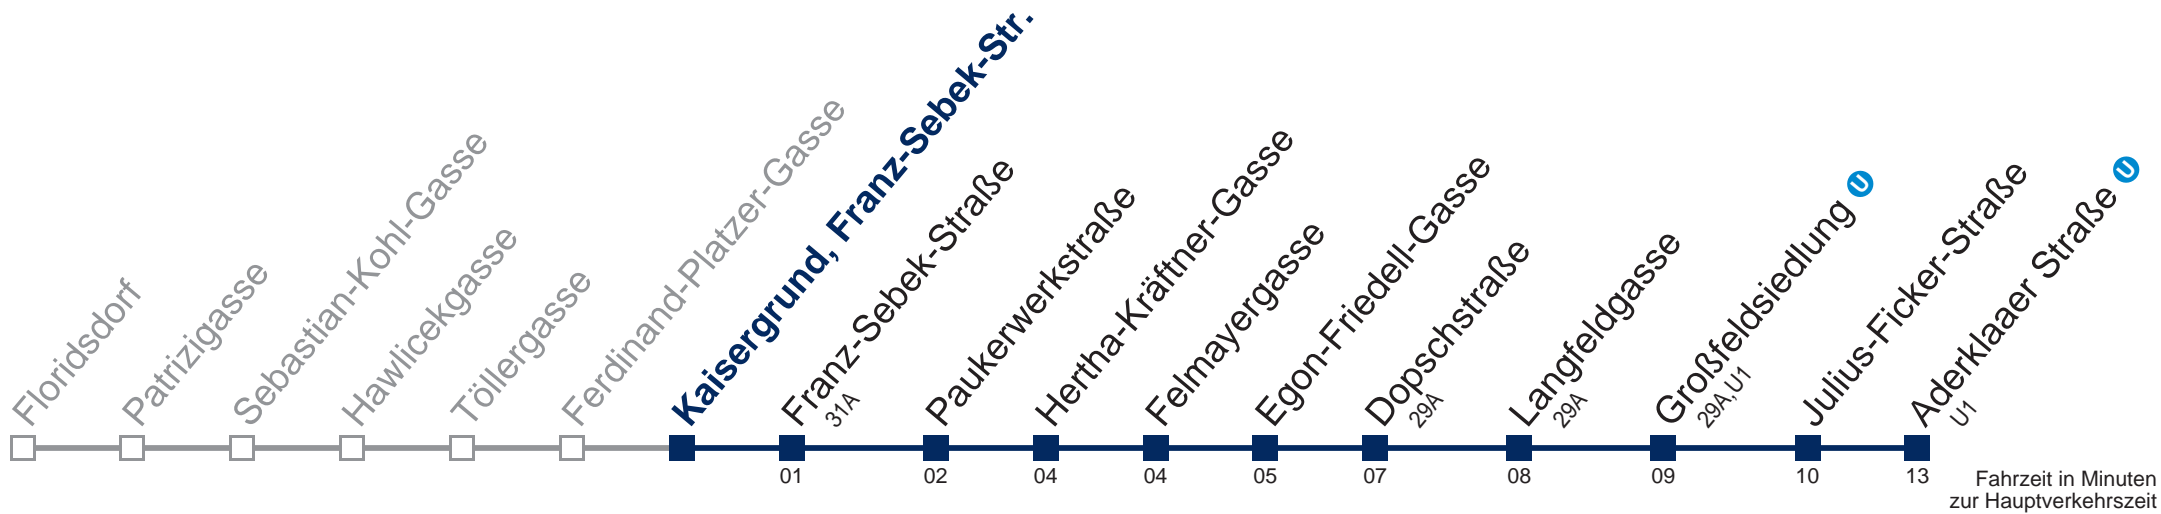 Floridsdorf
Patrizigasse
Sebastian-Kohl-Gasse
Hawlicekgasse
Töllergasse
Ferdinand-Platzer-Gasse
Kaisergrund, Franz-Sebek-Str.
Franz-Sebek-Straße
31A
Paukerwerkstraße
Hertha-Kräftner-Gasse
Felmayergasse
Egon-Friedell-Gasse
Dopschstraße
29A
Langfeldgasse
29A
Großfeldsiedlung U
29A, U1
Julius-Ficker-Straße
Aderklaaer Straße U
U1
01 02 04 04 05 07 08 09 10 13
Fahrzeit in Minuten
zur Hauptverkehrszeit